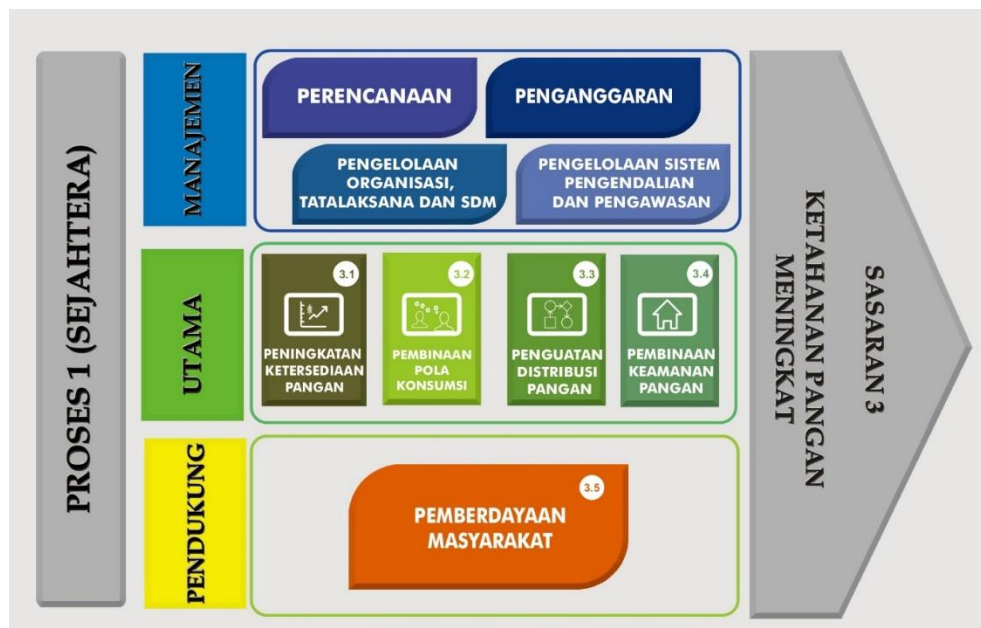 PROSES 1 (SEJAHTERA)
MANAJEMEN
PERENCANAAN
PENGANGGARAN
PENGELOLAAN
ORGANISASI,
TATALAKSANA DAN SDM
PENGELOLAAN SISTEM
PENGENDALIAN
DAN PENGAWASAN
UTAMA
3.1
PENINGKATAN
KETERSEDIAAN
PANGAN
3.2
PEMBINAAN
POLA
KONSUMSI
3.3
PENGUATAN
DISTRIBUSI
PANGAN
3.4
PEMBINAAN
KEAMANAN
PANGAN
PENDUKUNG
3.5
PEMBERDAYAAN
MASYARAKAT
SASARAN 3
KETAHANAN PANGAN
MENINGKAT